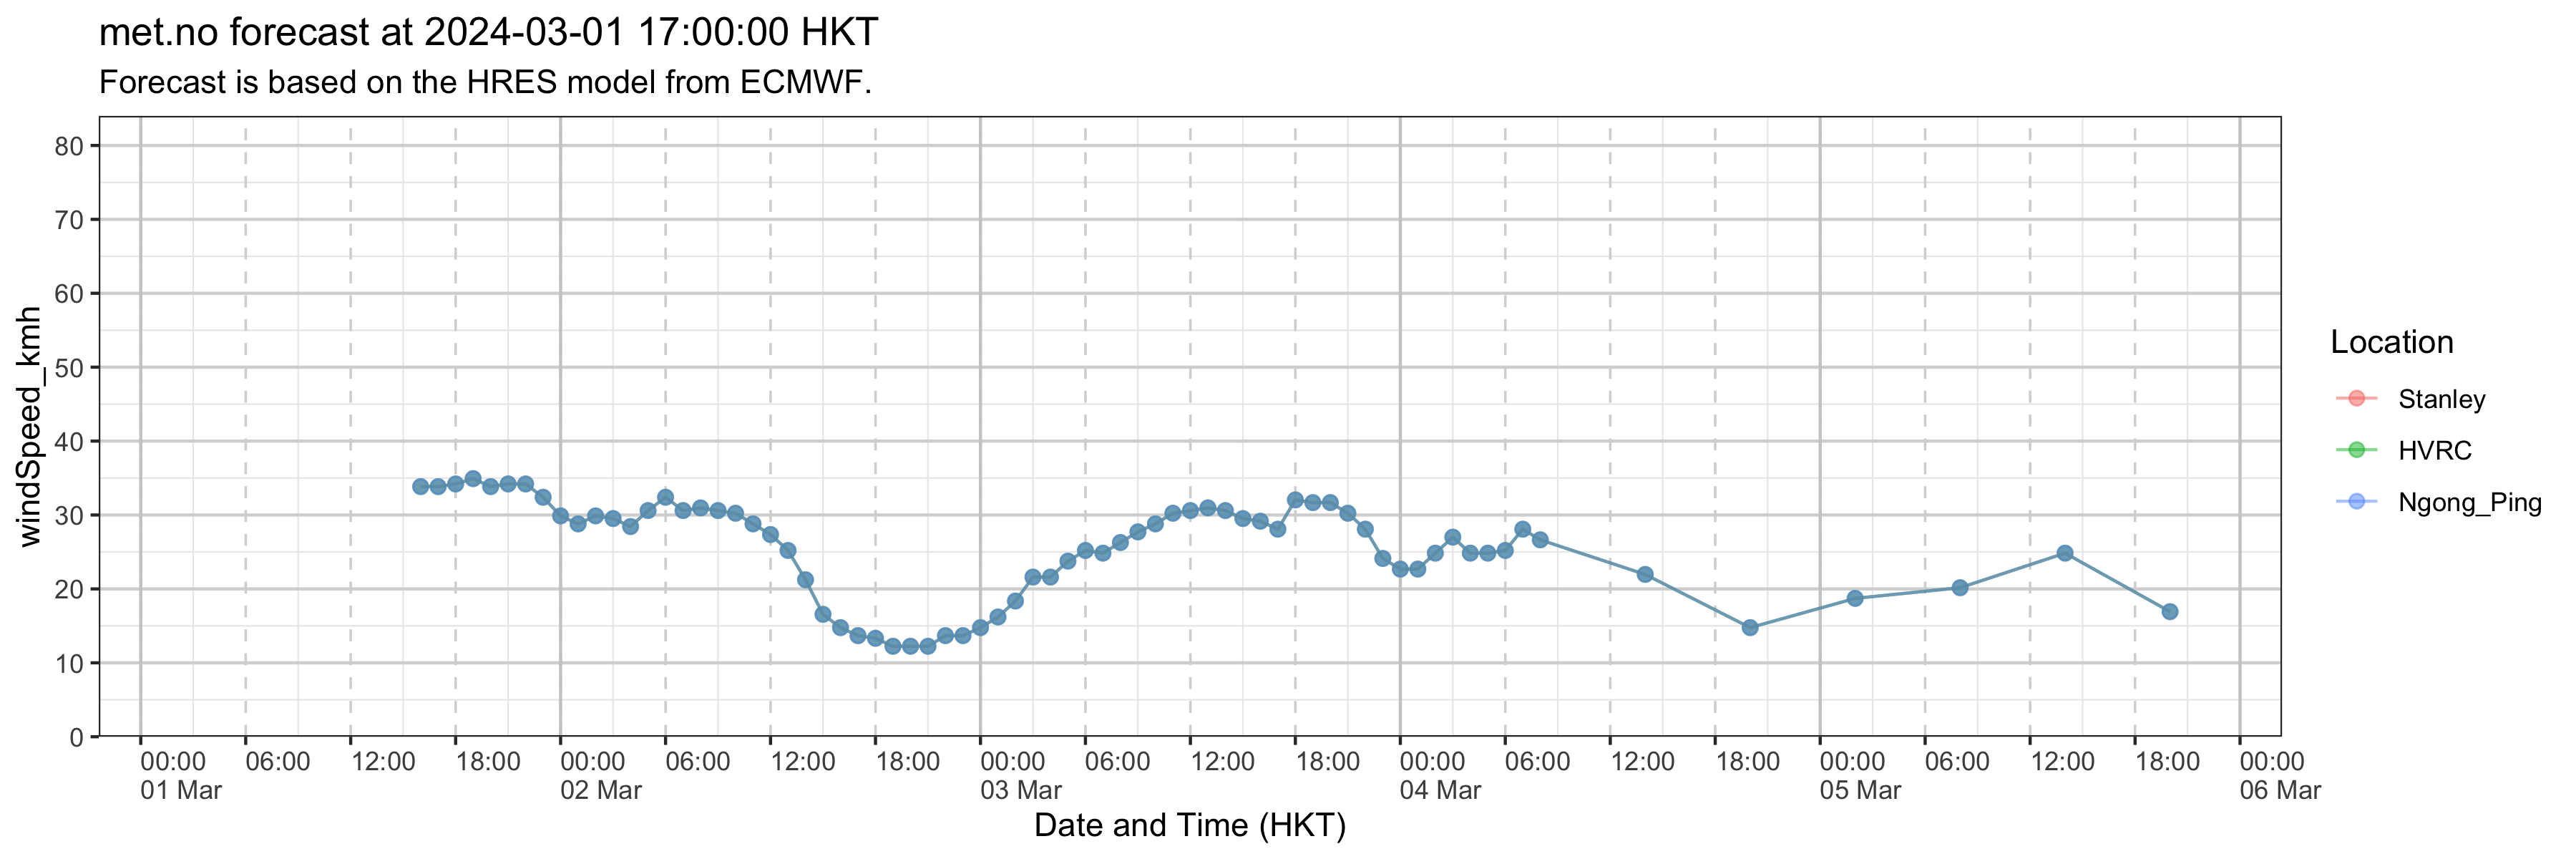 met.no forecast at 2024-03-01 17:00:00 HKT
Forecast is based on the HRES model from ECMWF.
windSpeed_kmh
80
70
60
50
40
30
20
10
0
00:00 06:00 12:00 18:00 00:00 06:00 12:00 18:00 00:00 06:00 12:00 18:00 00:00 06:00 12:00 18:00 00:00 06:00 12:00 18:00 00:00
01 Mar 02 Mar 03 Mar 04 Mar 05 Mar 06 Mar
Date and Time (HKT)
Location
Stanley
HVRC
Ngong_Ping